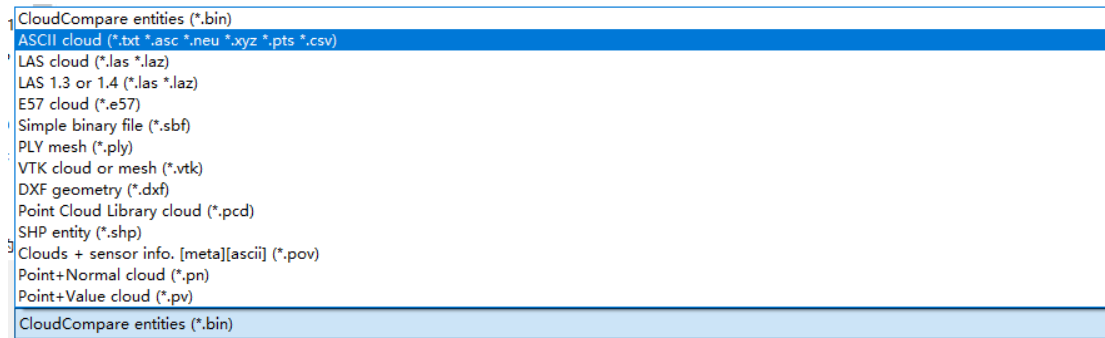 CloudCompare entities (*.bin)
ASCII cloud (*.txt *.asc *.neu *.xyz *.pts *.csv)
LAS cloud (*.las *.laz)
LAS 1.3 or 1.4 (*.las *.laz)
E57 cloud (*.e57)
Simple binary file (*.sbf)
PLY mesh (*.ply)
VTK cloud or mesh (*.vtk)
DXF geometry (*.dxf)
Point Cloud Library cloud (*.pcd)
SHP entity (*.shp)
Clouds + sensor info. [meta][ascii] (*.pov)
Point+Normal cloud (*.pn)
Point+Value cloud (*.pv)
CloudCompare entities (*.bin)